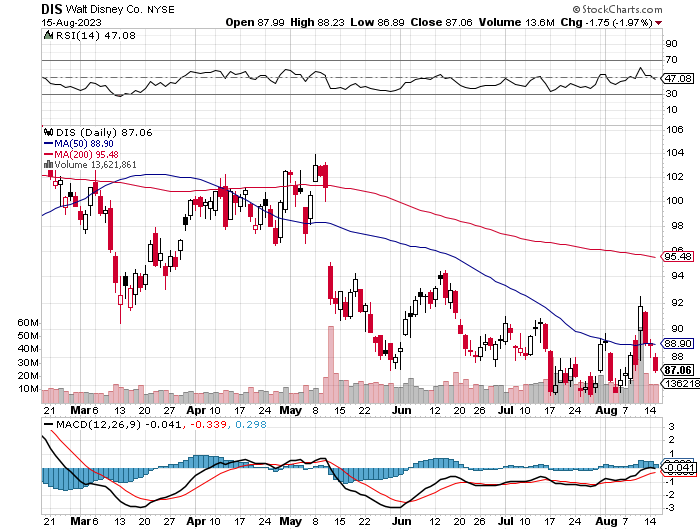 DIS Walt Disney Co. NYSE © StockCharts.com
15-Aug-2023 Open 87.99 High 88.23 Low 86.89 Close 87.06 Volume 13.6M Chg -1.75 (-1.97%)
RSI(14) 47.08
90
70
47.08
30
10
DIS (Daily) 87.06
MA(50) 88.90
MA(200) 95.48
Volume 13,621,861
106
104
102
100
98
96
95.48
94
92
90
88.90
88
87.06
136218
60M
50M
40M
30M
20M
10M
21 Mar 6 13 20 27 Apr 10 17 24 May 8 15 22 Jun 12 20 26 Jul 10 17 24 Aug 7 14
MACD(12,26,9) -0.041, -0.339, 0.298
3
2
1
-0.041
-1
-2
-3
21 Mar 6 13 20 27 Apr 10 17 24 May 8 15 22 Jun 12 20 26 Jul 10 17 24 Aug 7 14